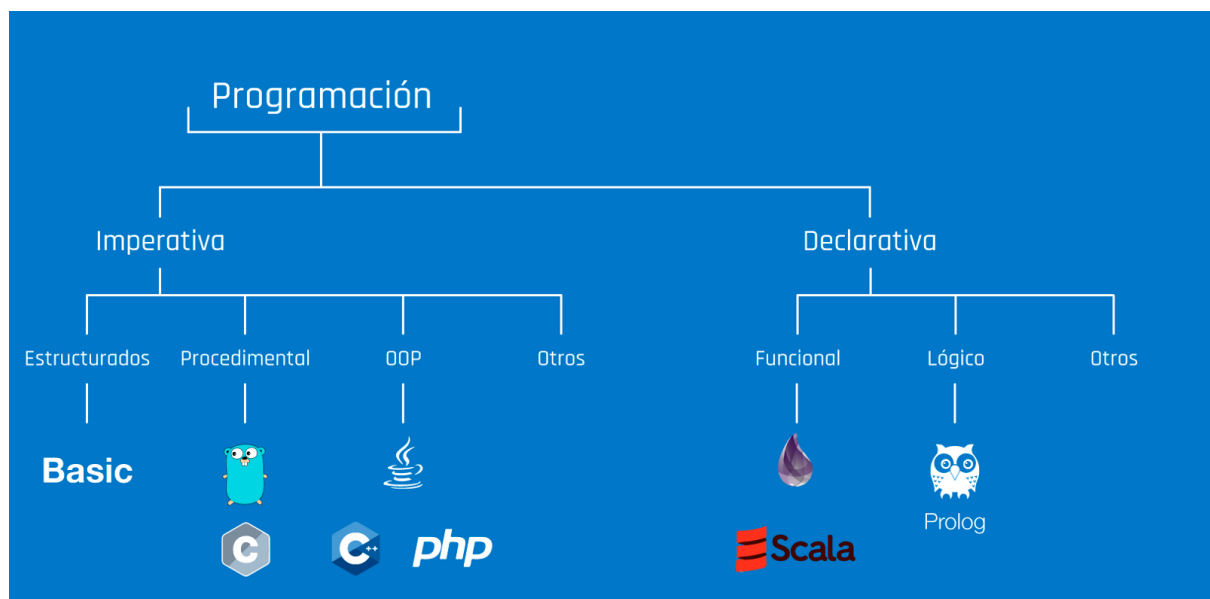 Programación
Imperativa
Declarativa
Estructurados
Procedimental
OOP
Otros
Funcional
Lógico
Otros
Basic
C
C++
php
Scala
Prolog